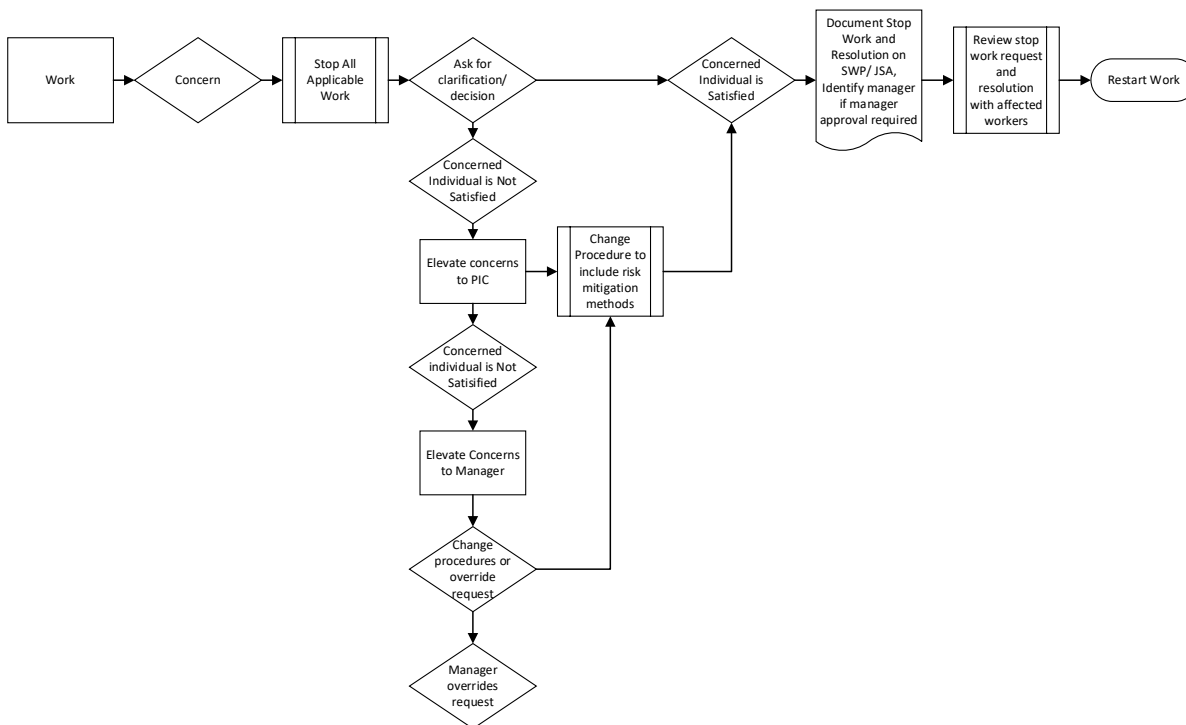 Work
Concern
Stop All
Applicable
Work
Ask for
clarification/
decision
Concerned
Individual is
Satisfied
Document Stop
Work and
Resolution on
SWP/ JSA,
Identify manager
if manager
approval required
Review stop
work request
and
resolution
with affected
workers
Restart Work
Concerned
Individual is Not
Satisfied
Elevate concerns
to PIC
Change
Procedure to
include risk
mitigation
methods
Concerned
individual is Not
Satisified
Elevate Concerns
to Manager
Change
procedures or
override
request
Manager
overrides
request